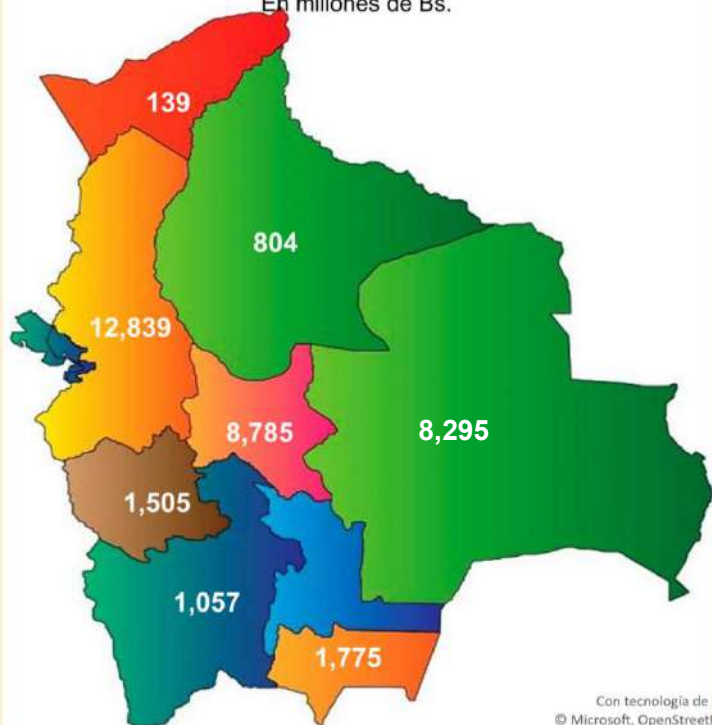 En millones de Bs.
139
804
12,839
8,785
8,295
1,505
1,057
1,775
Con tecnología de
© Microsoft, OpenStreet